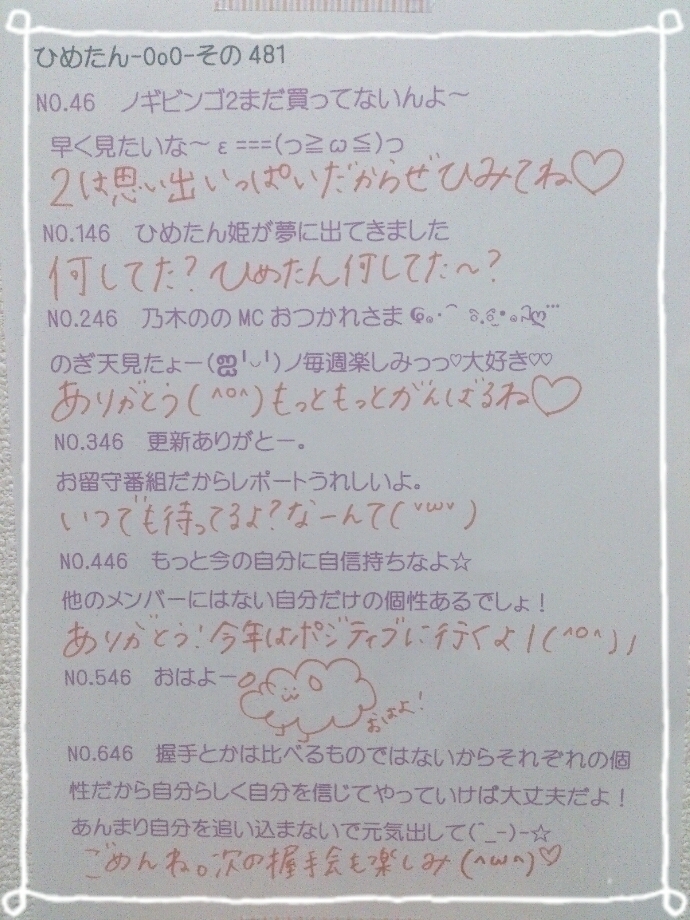 ひめたん-OoO-その481
NO.46　ノギビンゴ2まだ買ってないんよ〜
早く見たいな〜ε===(っ≧ω≦)っ
2は思い出いっぱいだからぜひみてね♡
NO.146　ひめたん姫が夢に出てきました
何してた？ひめたん何してた〜？
NO.246　乃木ののMCおつかれさま
のぎ天見たょー(ஐ╹◡╹)ノ毎週楽しみっっ♡大好き♡♡
ありがとう(^o^)もっともっとがんばるね♡
NO.346　更新ありがとー。
お留守番組だからレポートうれしいよ。
いつでも待ってるよ？なーんて(ˇωˇ)
NO.446　もっと今の自分に自信持ちなよ☆
他のメンバーにはない自分だけの個性あるでしょ！
ありがとう！今年はポジティブに行くよ！(^o^)ノ
NO.546　おはよー
おはよ！
NO.646　握手とかは比べるものではないからそれぞれの個
性だから自分らしく自分を信じてやっていけば大丈夫だよ！
あんまり自分を追い込まないで元気出して(^_-)-☆
ごめんね。次の握手会も楽しみ(^ω^)♡